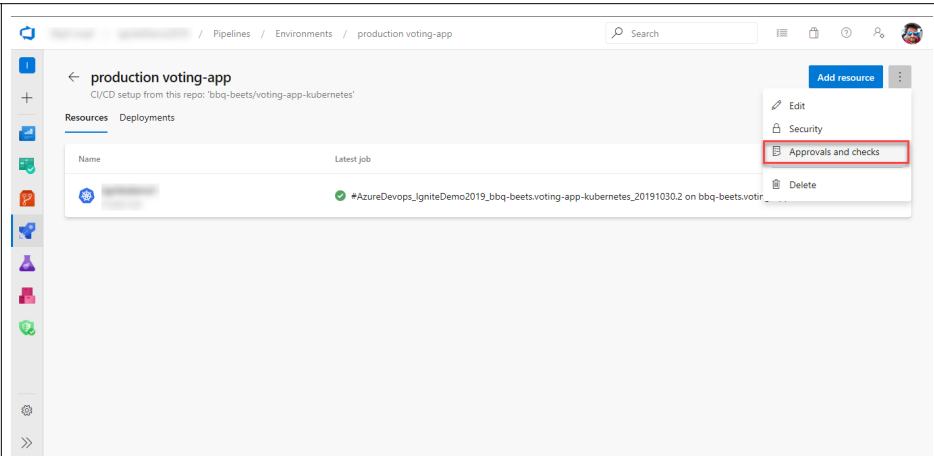 / Pipelines / Environments / production voting-app
Search
I
production voting-app
Add resource
CI/CD setup from this repo: 'bbq-beets/voting-app-kubernetes'
Edit
Resources Deployments
Security
Approvals and checks
Name Latest job
Delete
#AzureDevops_IgniteDemo2019_bbq-beets.voting-app-kubernetes_20191030.2 on bbq-beets.votin